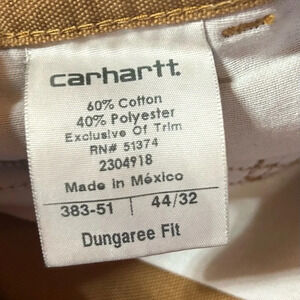 carhartt.
60% Cotton
40% Polyester
Exclusive Of Trim
RN# 51374
2304918
Made in México
383-51 | 44/32
Dungaree Fit